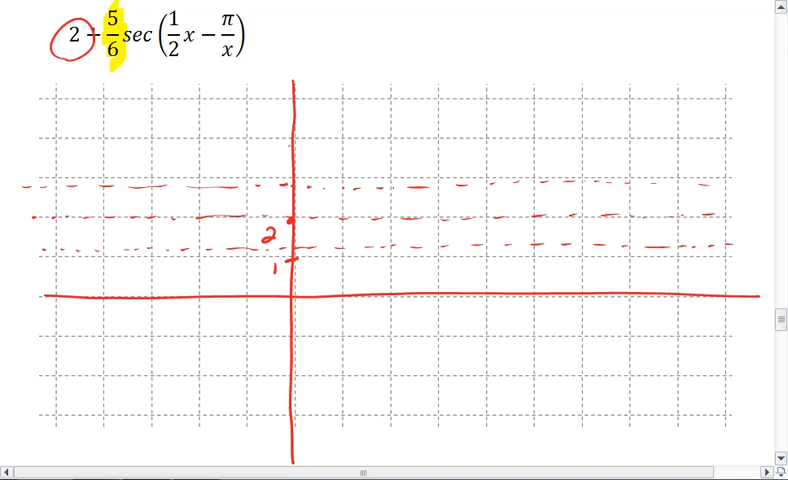 2 + 5/6 sec (1/2 x − π/x)
2
1